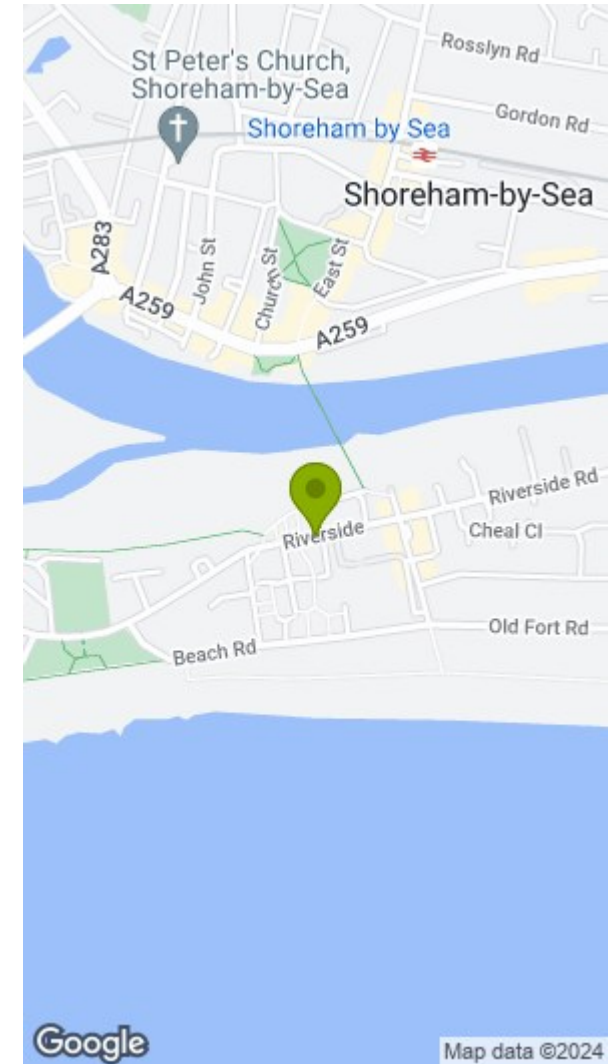 Rosslyn Rd
St Peter's Church,
Shoreham-by-Sea
Gordon Rd
Shoreham by Sea
Shoreham-by-Sea
A283
John St
Church St
East St
A259
A259
Riverside Rd
Riverside
Cheal Cl
Old Fort Rd
Beach Rd
Google
Map data ©2024